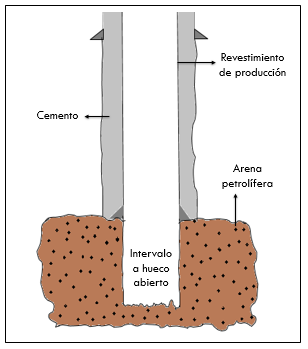 Revestimiento
de producción
Cemento
Arena
petrolífera
Intervalo
a hueco
abierto